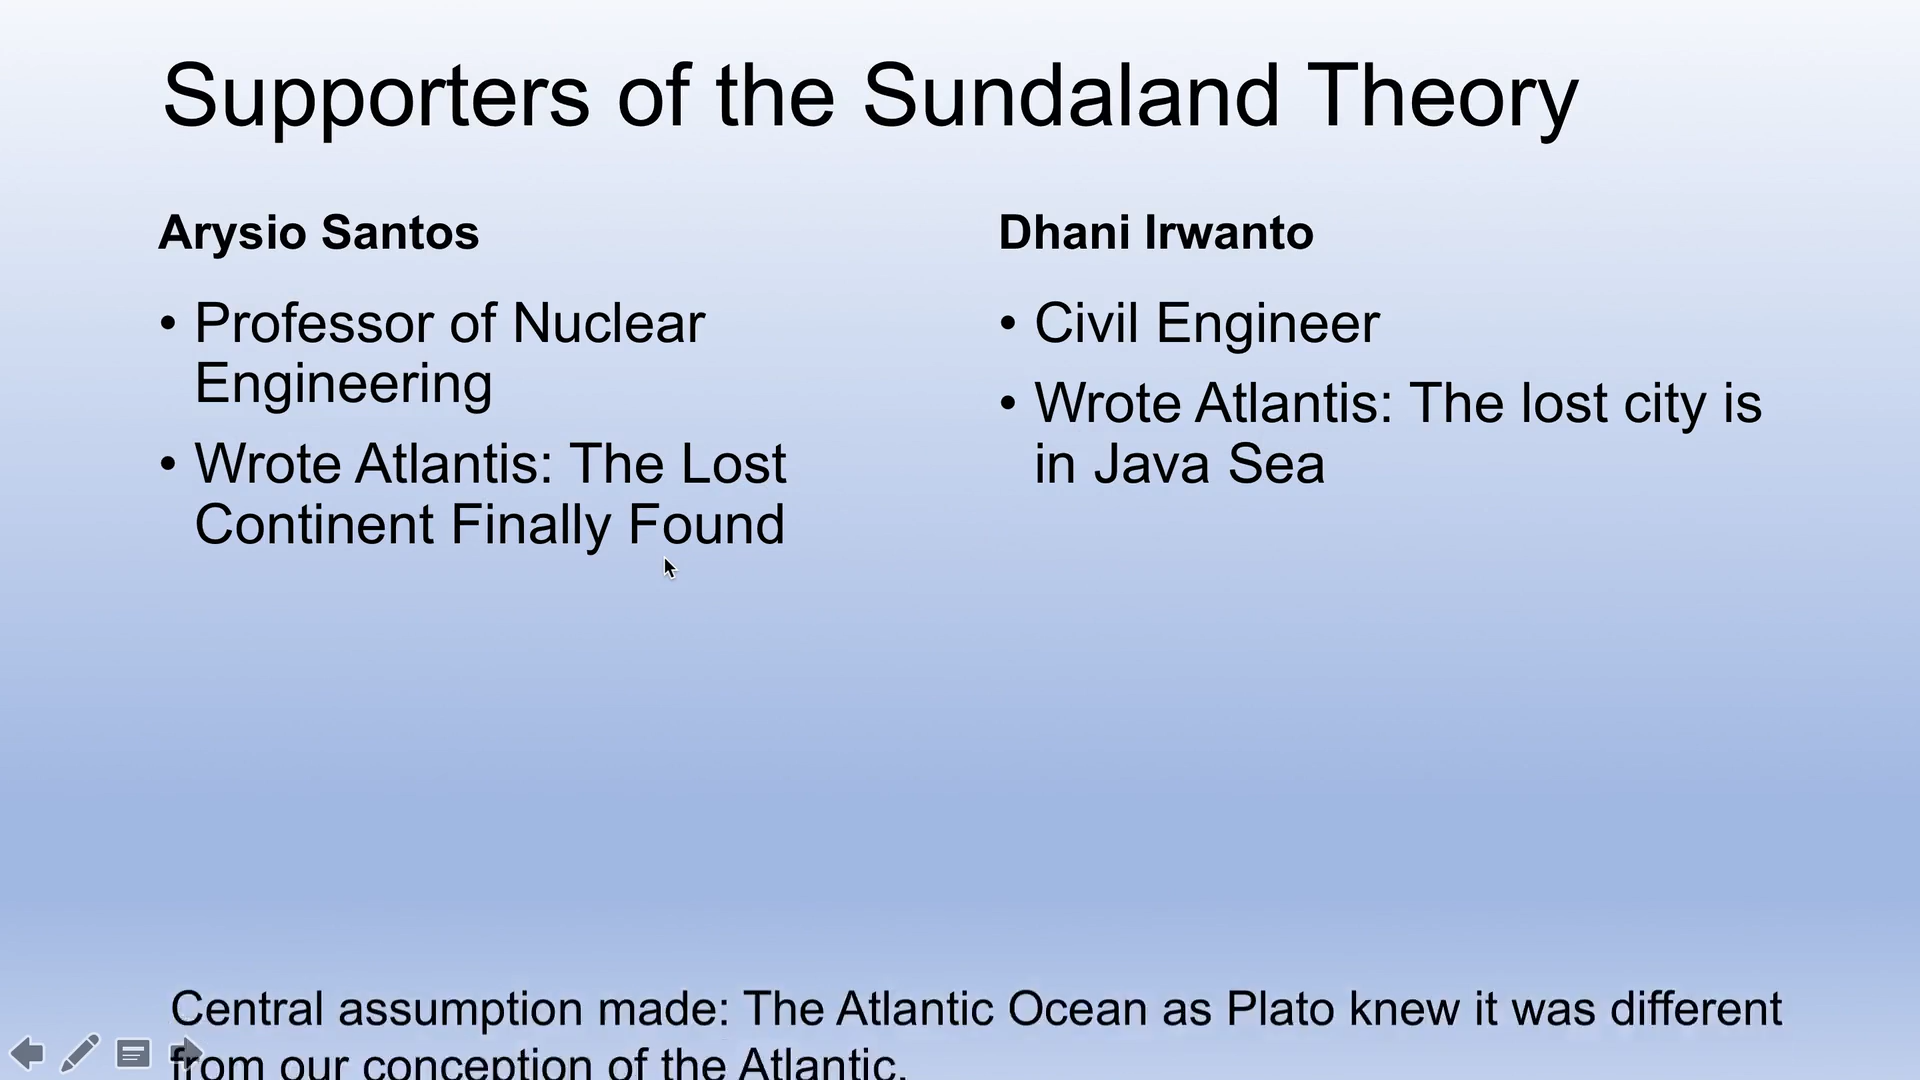 Supporters of the Sundaland Theory
Arysio Santos
• Professor of Nuclear
Engineering
• Wrote Atlantis: The Lost
Continent Finally Found
Dhani Irwanto
• Civil Engineer
• Wrote Atlantis: The lost city is
in Java Sea
Central assumption made: The Atlantic Ocean as Plato knew it was different
from our conception of the Atlantic.